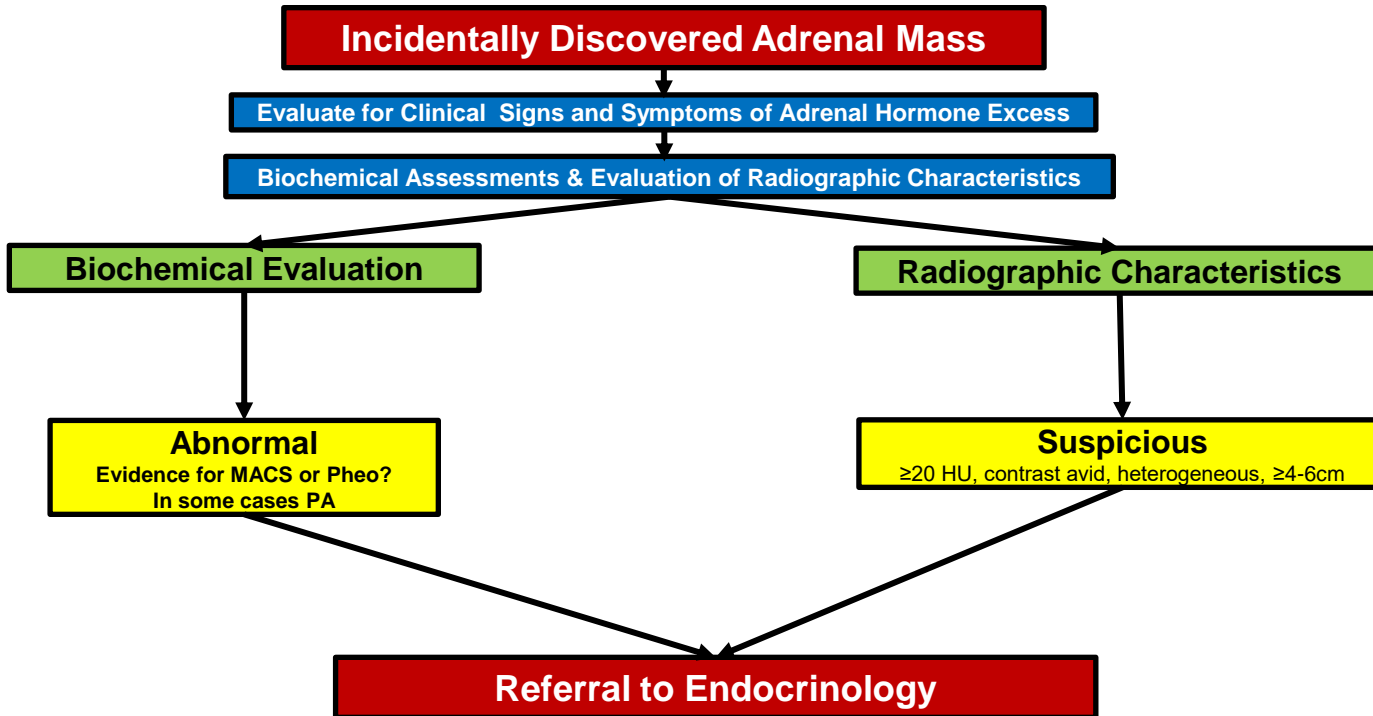 Incidentally Discovered Adrenal Mass
Evaluate for Clinical Signs and Symptoms of Adrenal Hormone Excess
Biochemical Assessments & Evaluation of Radiographic Characteristics
Biochemical Evaluation
Radiographic Characteristics
Abnormal
Evidence for MACS or Pheo?
In some cases PA
Suspicious
≥20 HU, contrast avid, heterogeneous, ≥4-6cm
Referral to Endocrinology